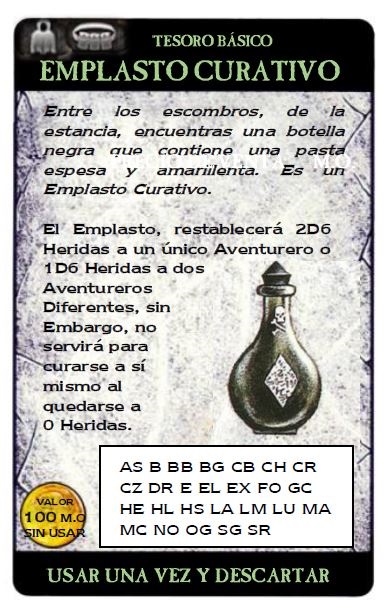 TESORO BÁSICO
EMPLASTO CURATIVO
Entre los escombros, de la
estancia, encuentras una botella
negra que contiene una pasta
espesa y amarillenta. Es un
Emplasto Curativo.
El Emplasto, restablecerá 2D6
Heridas a un único Aventurero o
1D6 Heridas a dos
Aventureros
Diferentes, sin
Embargo, no
servirá para
curarse a sí
mismo al
quedarse a
0 Heridas.
AS B BB BG CB CH CR
CZ DR E EL EX FO GC
HE HL HS LA LM LU MA
MC NO OG SG SR
VALOR
100 M.O
SIN USAR
USAR UNA VEZ Y DESCARTAR